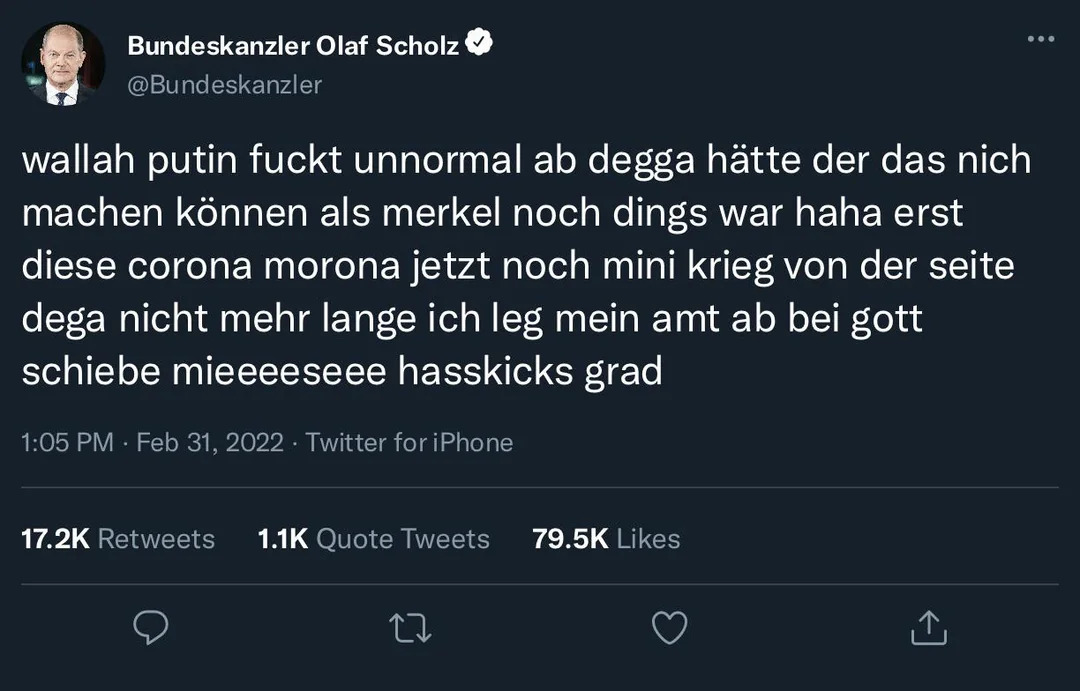 Bundeskanzler Olaf Scholz
@Bundeskanzler
wallah putin fuckt unnormal ab degga hätte der das nich
machen können als merkel noch dings war haha erst
diese corona morona jetzt noch mini krieg von der seite
dega nicht mehr lange ich leg mein amt ab bei gott
schiebe mieeeeseee hasskicks grad
1:05 PM · Feb 31, 2022 · Twitter for iPhone
17.2K Retweets 1.1K Quote Tweets 79.5K Likes